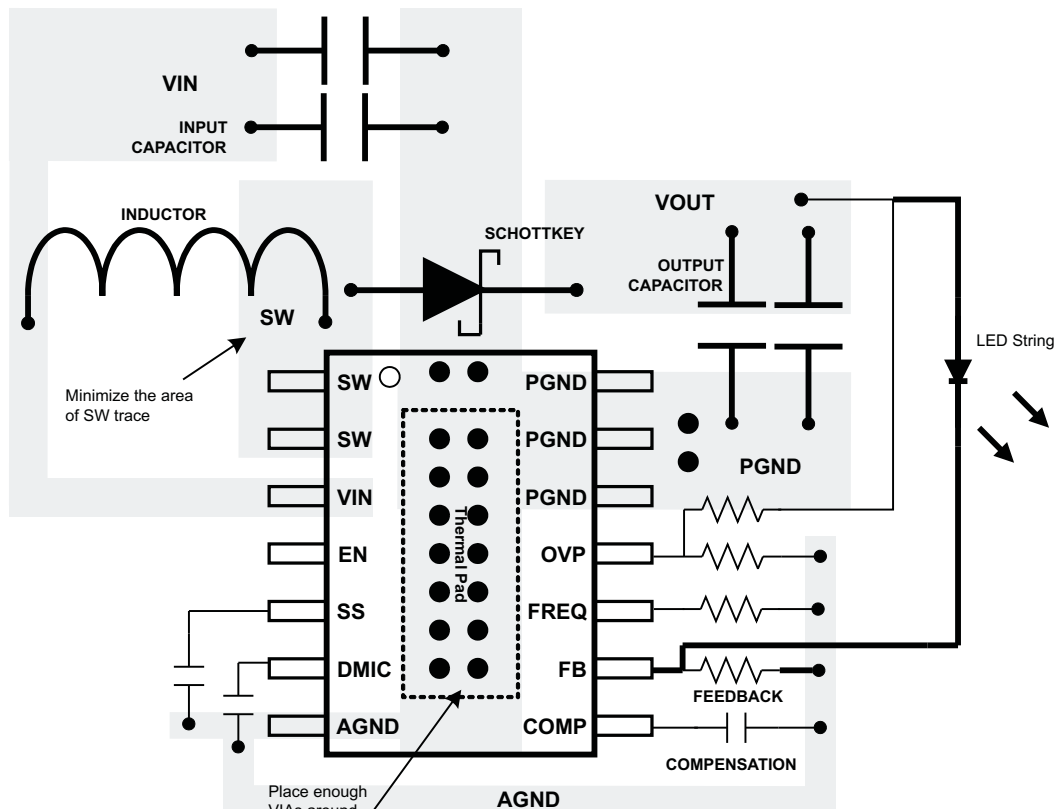 VIN
INPUT
CAPACITOR
INDUCTOR
SW
Minimize the area
of SW trace
SCHOTTKEY
VOUT
OUTPUT
CAPACITOR
LED String
PGND
SW
SW
VIN
EN
SS
DMIC
AGND
Thermal Pad
PGND
PGND
PGND
OVP
FREQ
FB
COMP
FEEDBACK
COMPENSATION
Place enough
VIAs around
AGND